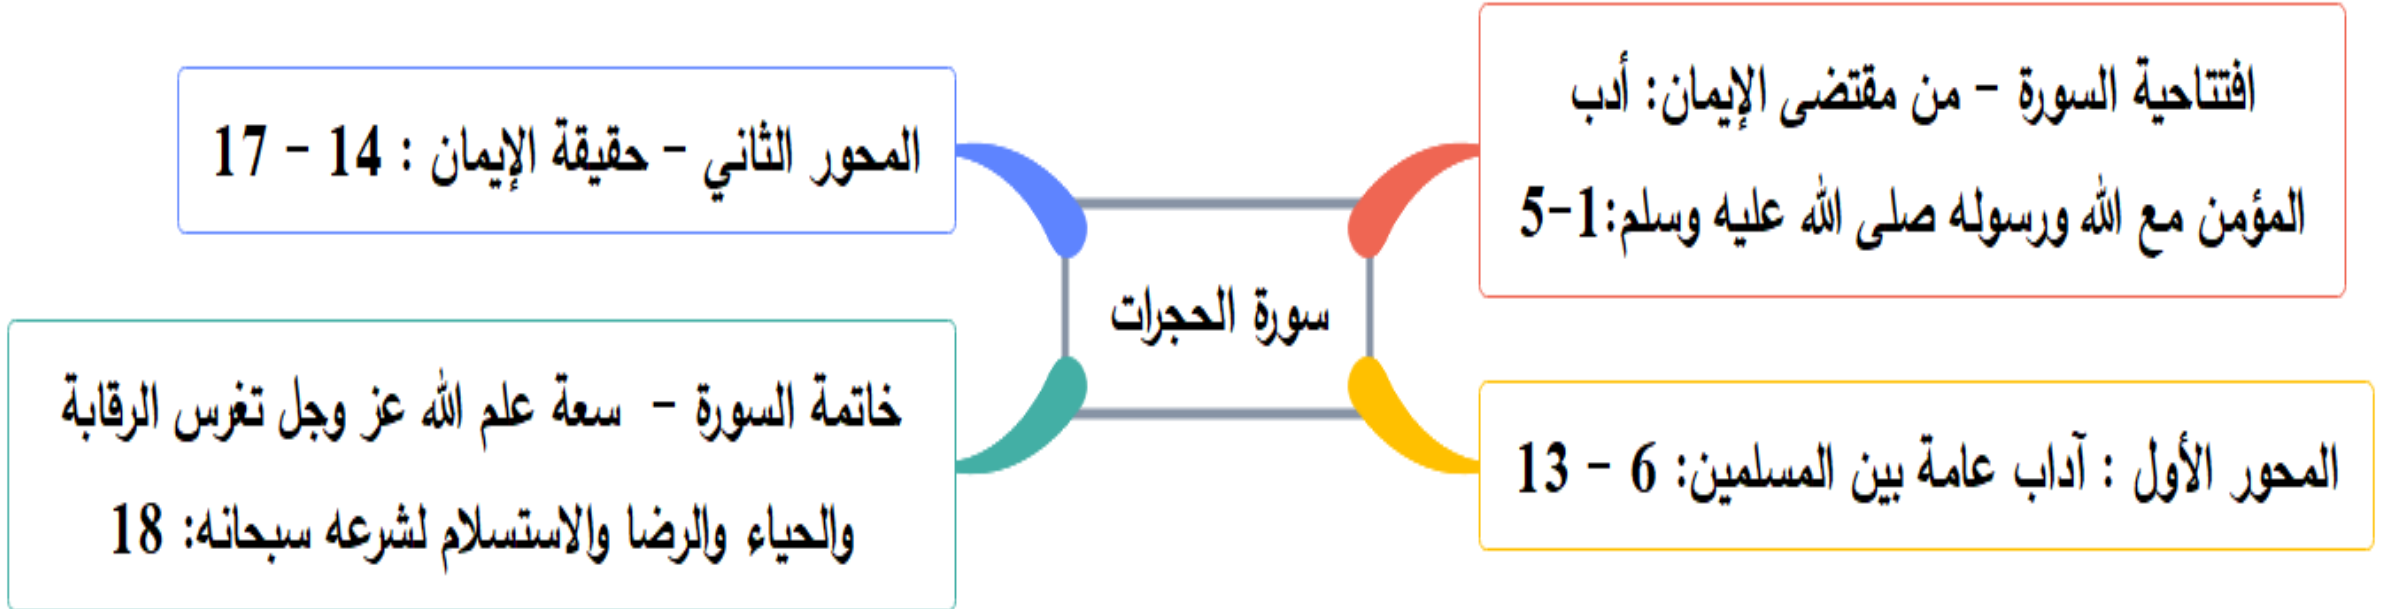 سورة الحجرات
افتتاحية السورة - من مقتضى الإيمان: أدب
المؤمن مع الله ورسوله صلى الله عليه وسلم:1-5
المحور الأول : آداب عامة بين المسلمين: 6 - 13
المحور الثاني - حقيقة الإيمان : 14 - 17
خاتمة السورة - سعة علم الله عز وجل تغرس الرقابة
والحياء والرضا والاستسلام لشرعه سبحانه: 18